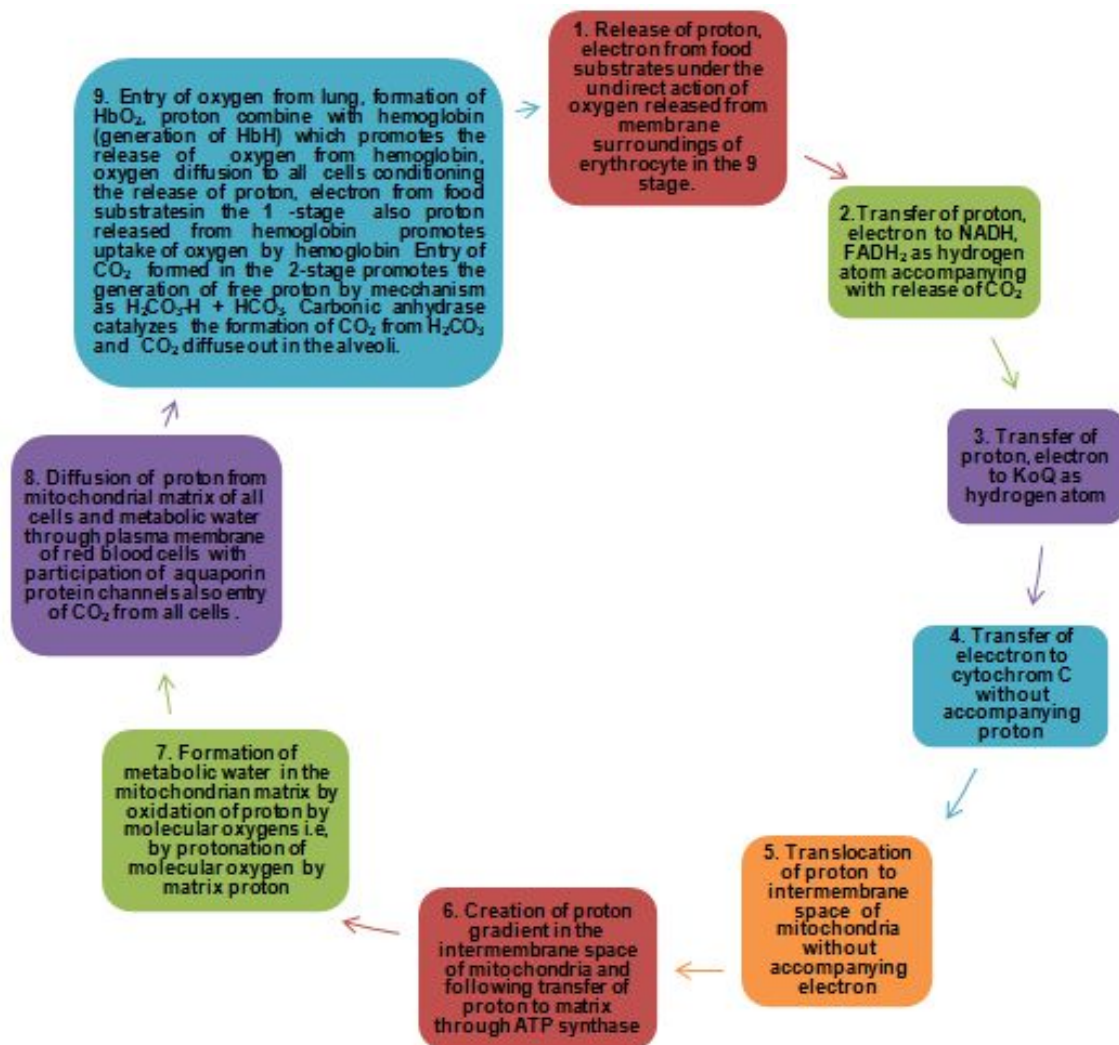 1. Release of proton,
electron from food
substrates under the
undirect action of
oxygen released from
membrane
surroundings of
erythrocyte in the 9
stage.
2.Transfer of proton,
electron to NADH,
FADH₂ as hydrogen
atom accompanying
with release of CO₂
3. Transfer of
proton, electron
to KoQ as
hydrogen atom
4. Transfer of
elecctron to
cytochrom C
without
accompanying
proton
5. Translocation
of proton to
intermembrane
space of
mitochondria
without
accompanying
electron
6. Creation of proton
gradient in the
intermembrane space
of mitochondria and
following transfer of
proton to matrix
through ATP synthase
7. Formation of
metabolic water in the
mitochondrian matrix by
oxidation of proton by
molecular oxygens i.e,
by protonation of
molecular oxygen by
matrix proton
8. Diffusion of proton from
mitochondrial matrix of all
cells and metabolic water
through plasma membrane
of red blood cells with
participation of aquaporin
protein channels also entry
of CO₂ from all cells .
9. Entry of oxygen from lung, formation of
HbO₂, proton combine with hemoglobin
(generation of HbH) which promotes the
release of oxygen from hemoglobin,
oxygen diffusion to all cells conditioning
the release of proton, electron from food
substratesin the 1 -stage also proton
released from hemoglobin promotes
uptake of oxygen by hemoglobin Entry of
CO₂ formed in the 2-stage promotes the
generation of free proton by mecchanism
as H₂CO₃-H + HCO₃. Carbonic anhydrase
catalyzes the formation of CO₂ from H₂CO₃
and CO₂ diffuse out in the alveoli.